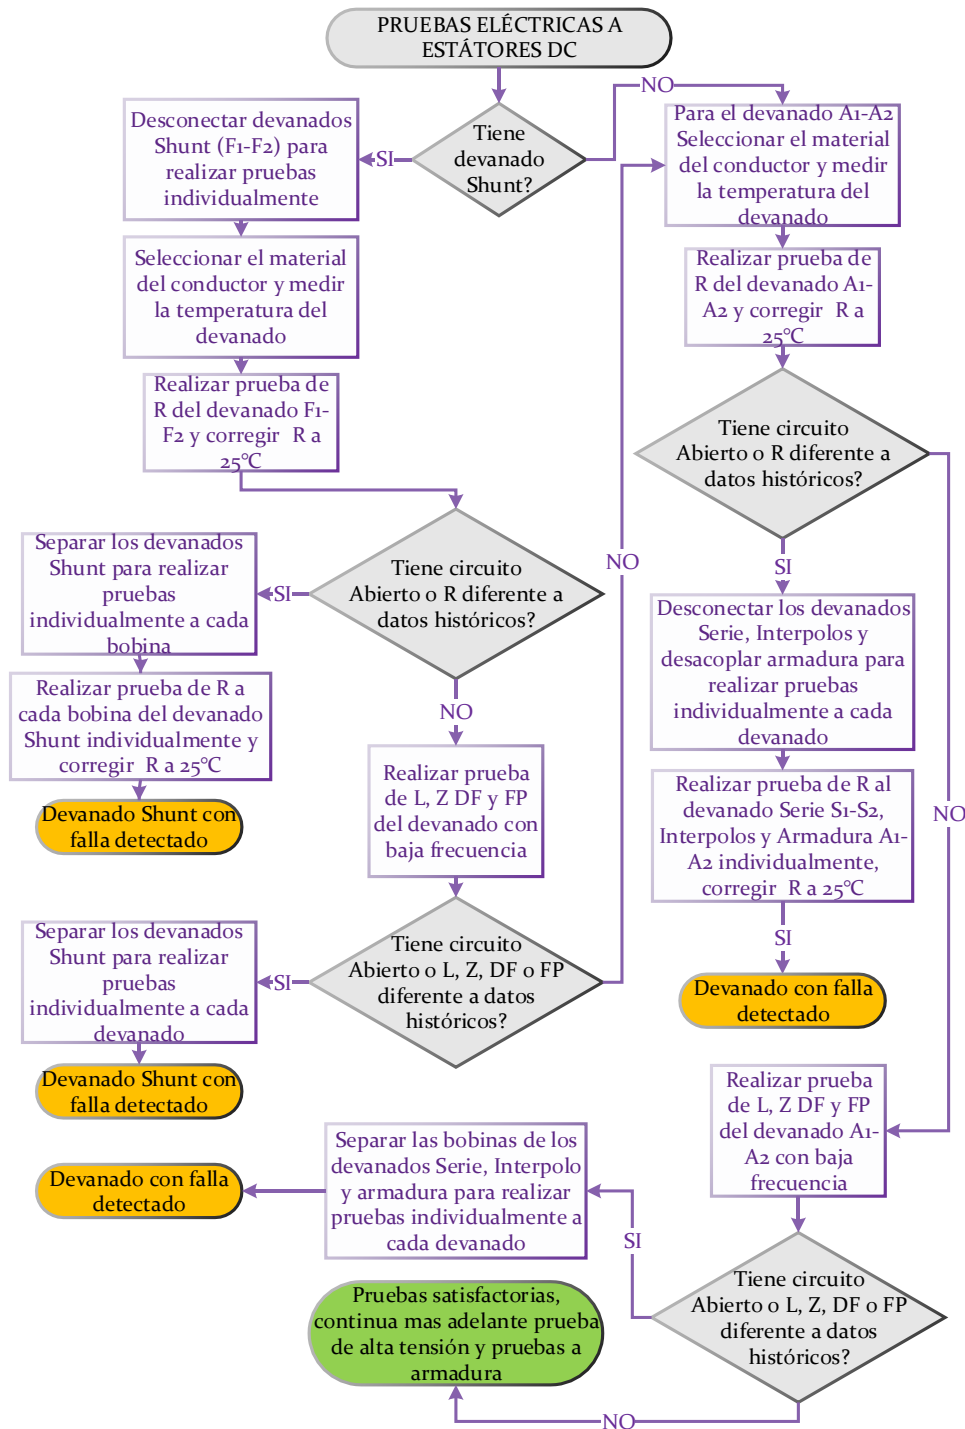 PRUEBAS ELÉCTRICAS A
ESTÁTORES DC
Tiene
devanado
Shunt?
SI
NO
Desconectar devanados
Shunt (F1-F2) para
realizar pruebas
individualmente
Seleccionar el material
del conductor y medir
la temperatura del
devanado
Realizar prueba de
R del devanado F1-
F2 y corregir R a
25°C
Tiene circuito
Abierto o R diferente a
datos históricos?
SI
NO
Separar los devanados
Shunt para realizar
pruebas
individualmente a cada
bobina
Realizar prueba de R a
cada bobina del devanado
Shunt individualmente y
corregir R a 25°C
Devanado Shunt con
falla detectado
Realizar prueba
de L, Z DF y FP
del devanado con
baja frecuencia
Tiene circuito
Abierto o L, Z, DF o FP
diferente a datos
históricos?
SI
NO
Separar los devanados
Shunt para realizar
pruebas
individualmente a cada
devanado
Devanado Shunt con
falla detectado
Para el devanado A1-A2
Seleccionar el material
del conductor y medir
la temperatura del
devanado
Realizar prueba de
R del devanado A1-
A2 y corregir R a
25°C
Tiene circuito
Abierto o R diferente a
datos históricos?
SI
NO
Desconectar los devanados
Serie, Interpolos y
desacoplar armadura para
realizar pruebas
individualmente a cada
devanado
Realizar prueba de R al
devanado Serie S1-S2,
Interpolos y Armadura A1-
A2 individualmente,
corregir R a 25°C
SI
Devanado con falla
detectado
Realizar prueba
de L, Z DF y FP
del devanado A1-
A2 con baja
frecuencia
Tiene circuito
Abierto o L, Z, DF o FP
diferente a datos
históricos?
SI
NO
Separar las bobinas de los
devanados Serie, Interpolo
y armadura para realizar
pruebas individualmente a
cada devanado
Devanado con falla
detectado
Pruebas satisfactorias,
continua mas adelante prueba
de alta tensión y pruebas a
armadura